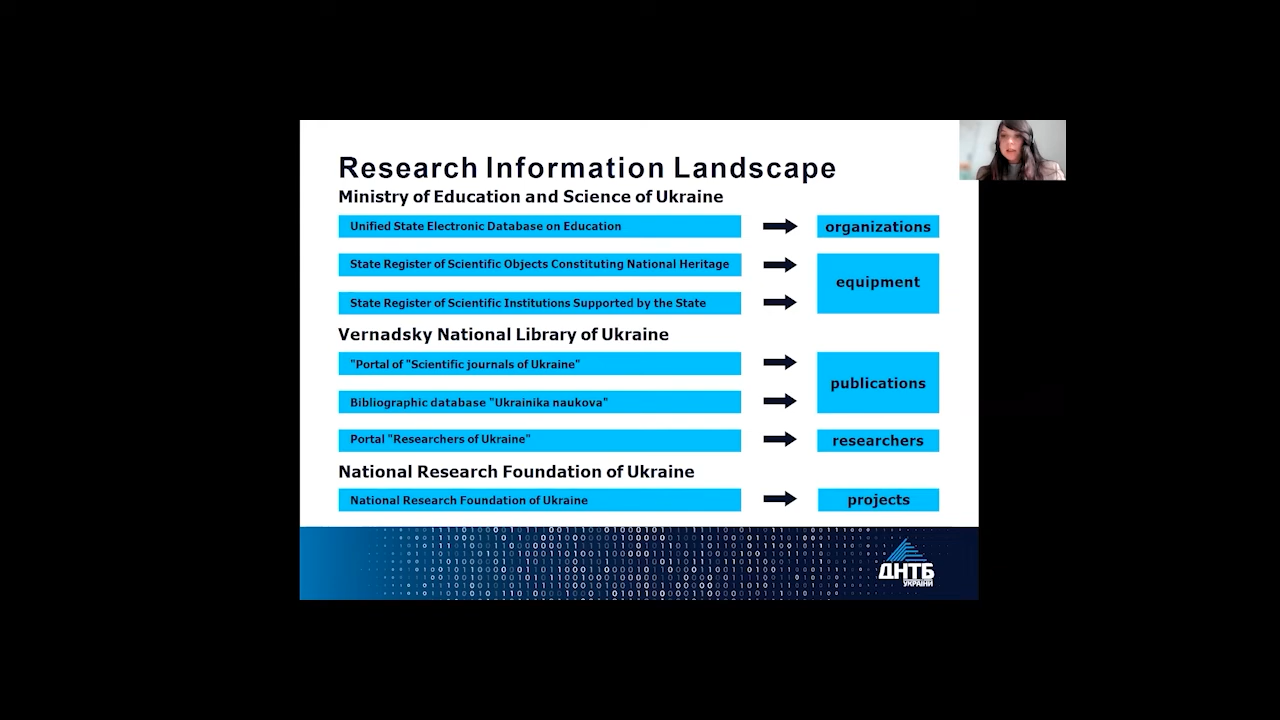 Research Information Landscape
Ministry of Education and Science of Ukraine
Unified State Electronic Database on Education
organizations
State Register of Scientific Objects Constituting National Heritage
equipment
State Register of Scientific Institutions Supported by the State
Vernadsky National Library of Ukraine
"Portal of "Scientific journals of Ukraine"
publications
Bibliographic database "Ukrainika naukova"
Portal "Researchers of Ukraine"
researchers
National Research Foundation of Ukraine
National Research Foundation of Ukraine
projects
ДНТБ
УКРАЇНИ